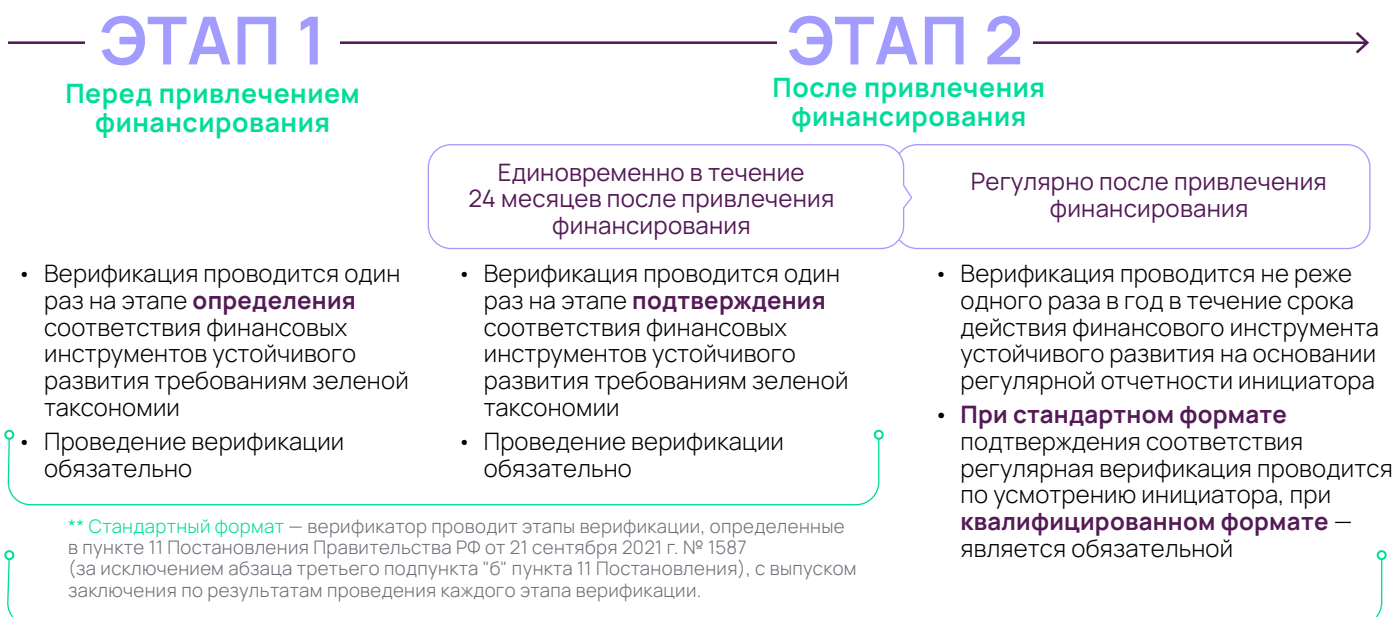 ЭТАП 1
Перед привлечением
финансирования
ЭТАП 2
После привлечения
финансирования
Единовременно в течение
24 месяцев после привлечения
финансирования
Регулярно после привлечения
финансирования
• Верификация проводится один
раз на этапе определения
соответствия финансовых
инструментов устойчивого
развития требованиям зеленой
таксономии
• Проведение верификации
обязательно
• Верификация проводится один
раз на этапе подтверждения
соответствия финансовых
инструментов устойчивого
развития требованиям зеленой
таксономии
• Проведение верификации
обязательно
• Верификация проводится не реже
одного раза в год в течение срока
действия финансового инструмента
устойчивого развития на основании
регулярной отчетности инициатора
• При стандартном формате
подтверждения соответствия
регулярная верификация проводится
по усмотрению инициатора, при
квалифицированном формате —
является обязательной
** Стандартный формат — верификатор проводит этапы верификации, определенные
в пункте 11 Постановления Правительства РФ от 21 сентября 2021 г. № 1587
(за исключением абзаца третьего подпункта "б" пункта 11 Постановления), с выпуском
заключения по результатам проведения каждого этапа верификации.